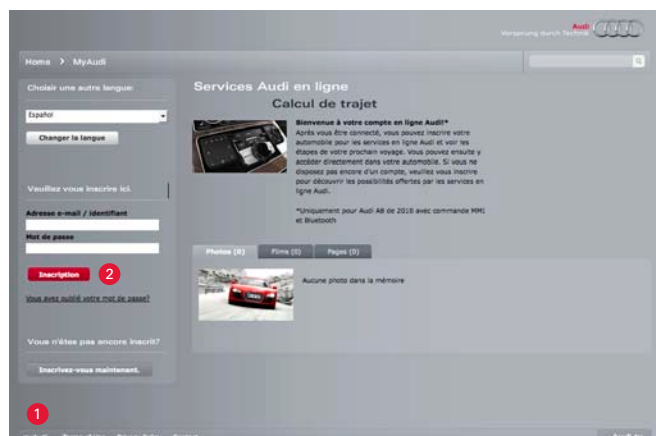 Audi
Vorsprung durch Technik
Home > MyAudi
Choisir une autre langue:
Español
Changer la langue
Veuillez vous inscrire ici.
Adresse e-mail / identifiant
Mot de passe
Inscription
2
Vous avez oublié votre mot de passe?
Vous n'êtes pas encore inscrit?
Inscrivez-vous maintenant.
1
Services Audi en ligne
Calcul de trajet
Bienvenue à votre compte en ligne Audi!*
Après vous être connecté, vous pouvez inscrire votre
automobile pour les services en ligne Audi et voir les
étapes de votre prochain voyage. Vous pouvez ensuite y
accéder directement dans votre automobile. Si vous ne
disposez pas encore d'un compte, veuillez vous inscrire
pour découvrir les possibilités offertes par les services en
ligne Audi.
*Uniquement pour Audi A8 de 2010 avec commande MMI
et Bluetooth
Photos (0)
Films (0)
Pages (0)
Aucune photo dans la mémoire